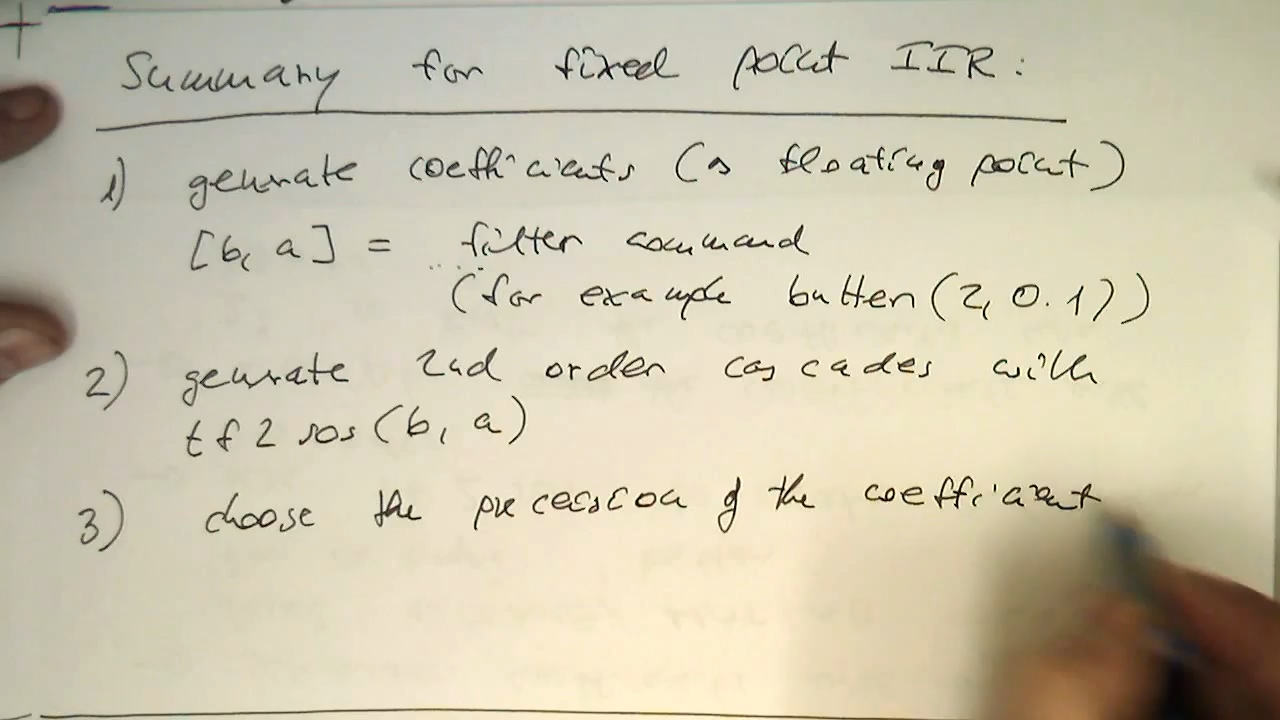 Summary for fixed point IIR:
1) generate coefficients (as floating point)
[b, a] = filter command
(for example butter(2, 0.1))
2) generate 2nd order cascades with
tf2sos(b, a)
3) choose the precession of the coefficient